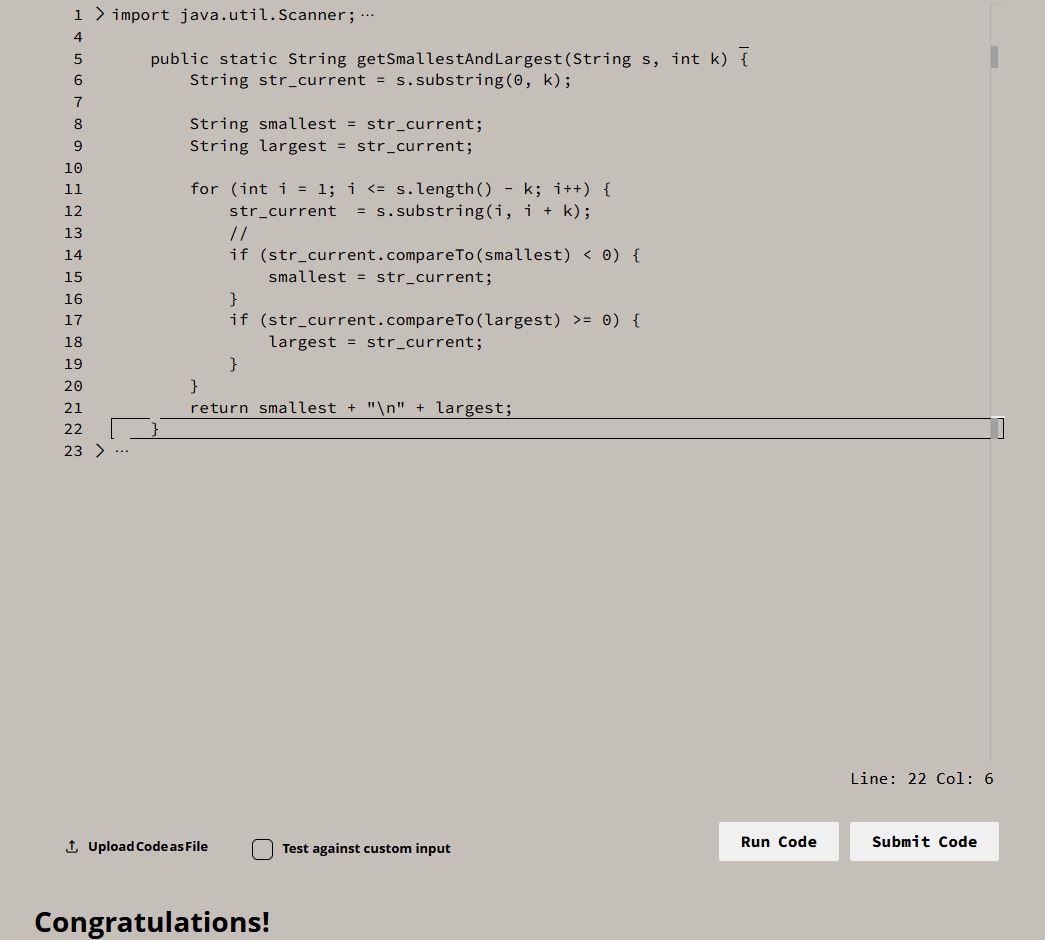 1 > import java.util.Scanner; ···
4
5 public static String getSmallestAndLargest(String s, int k) {
6 String str_current = s.substring(0, k);
7
8 String smallest = str_current;
9 String largest = str_current;
10
11 for (int i = 1; i <= s.length() - k; i++) {
12 str_current  = s.substring(i, i + k);
13 //
14 if (str_current.compareTo(smallest) < 0) {
15 smallest = str_current;
16 }
17 if (str_current.compareTo(largest) >= 0) {
18 largest = str_current;
19 }
20 }
21 return smallest + "\n" + largest;
22 }
23 > ···
Line: 22 Col: 6
Upload Code as File Test against custom input Run Code Submit Code
Congratulations!